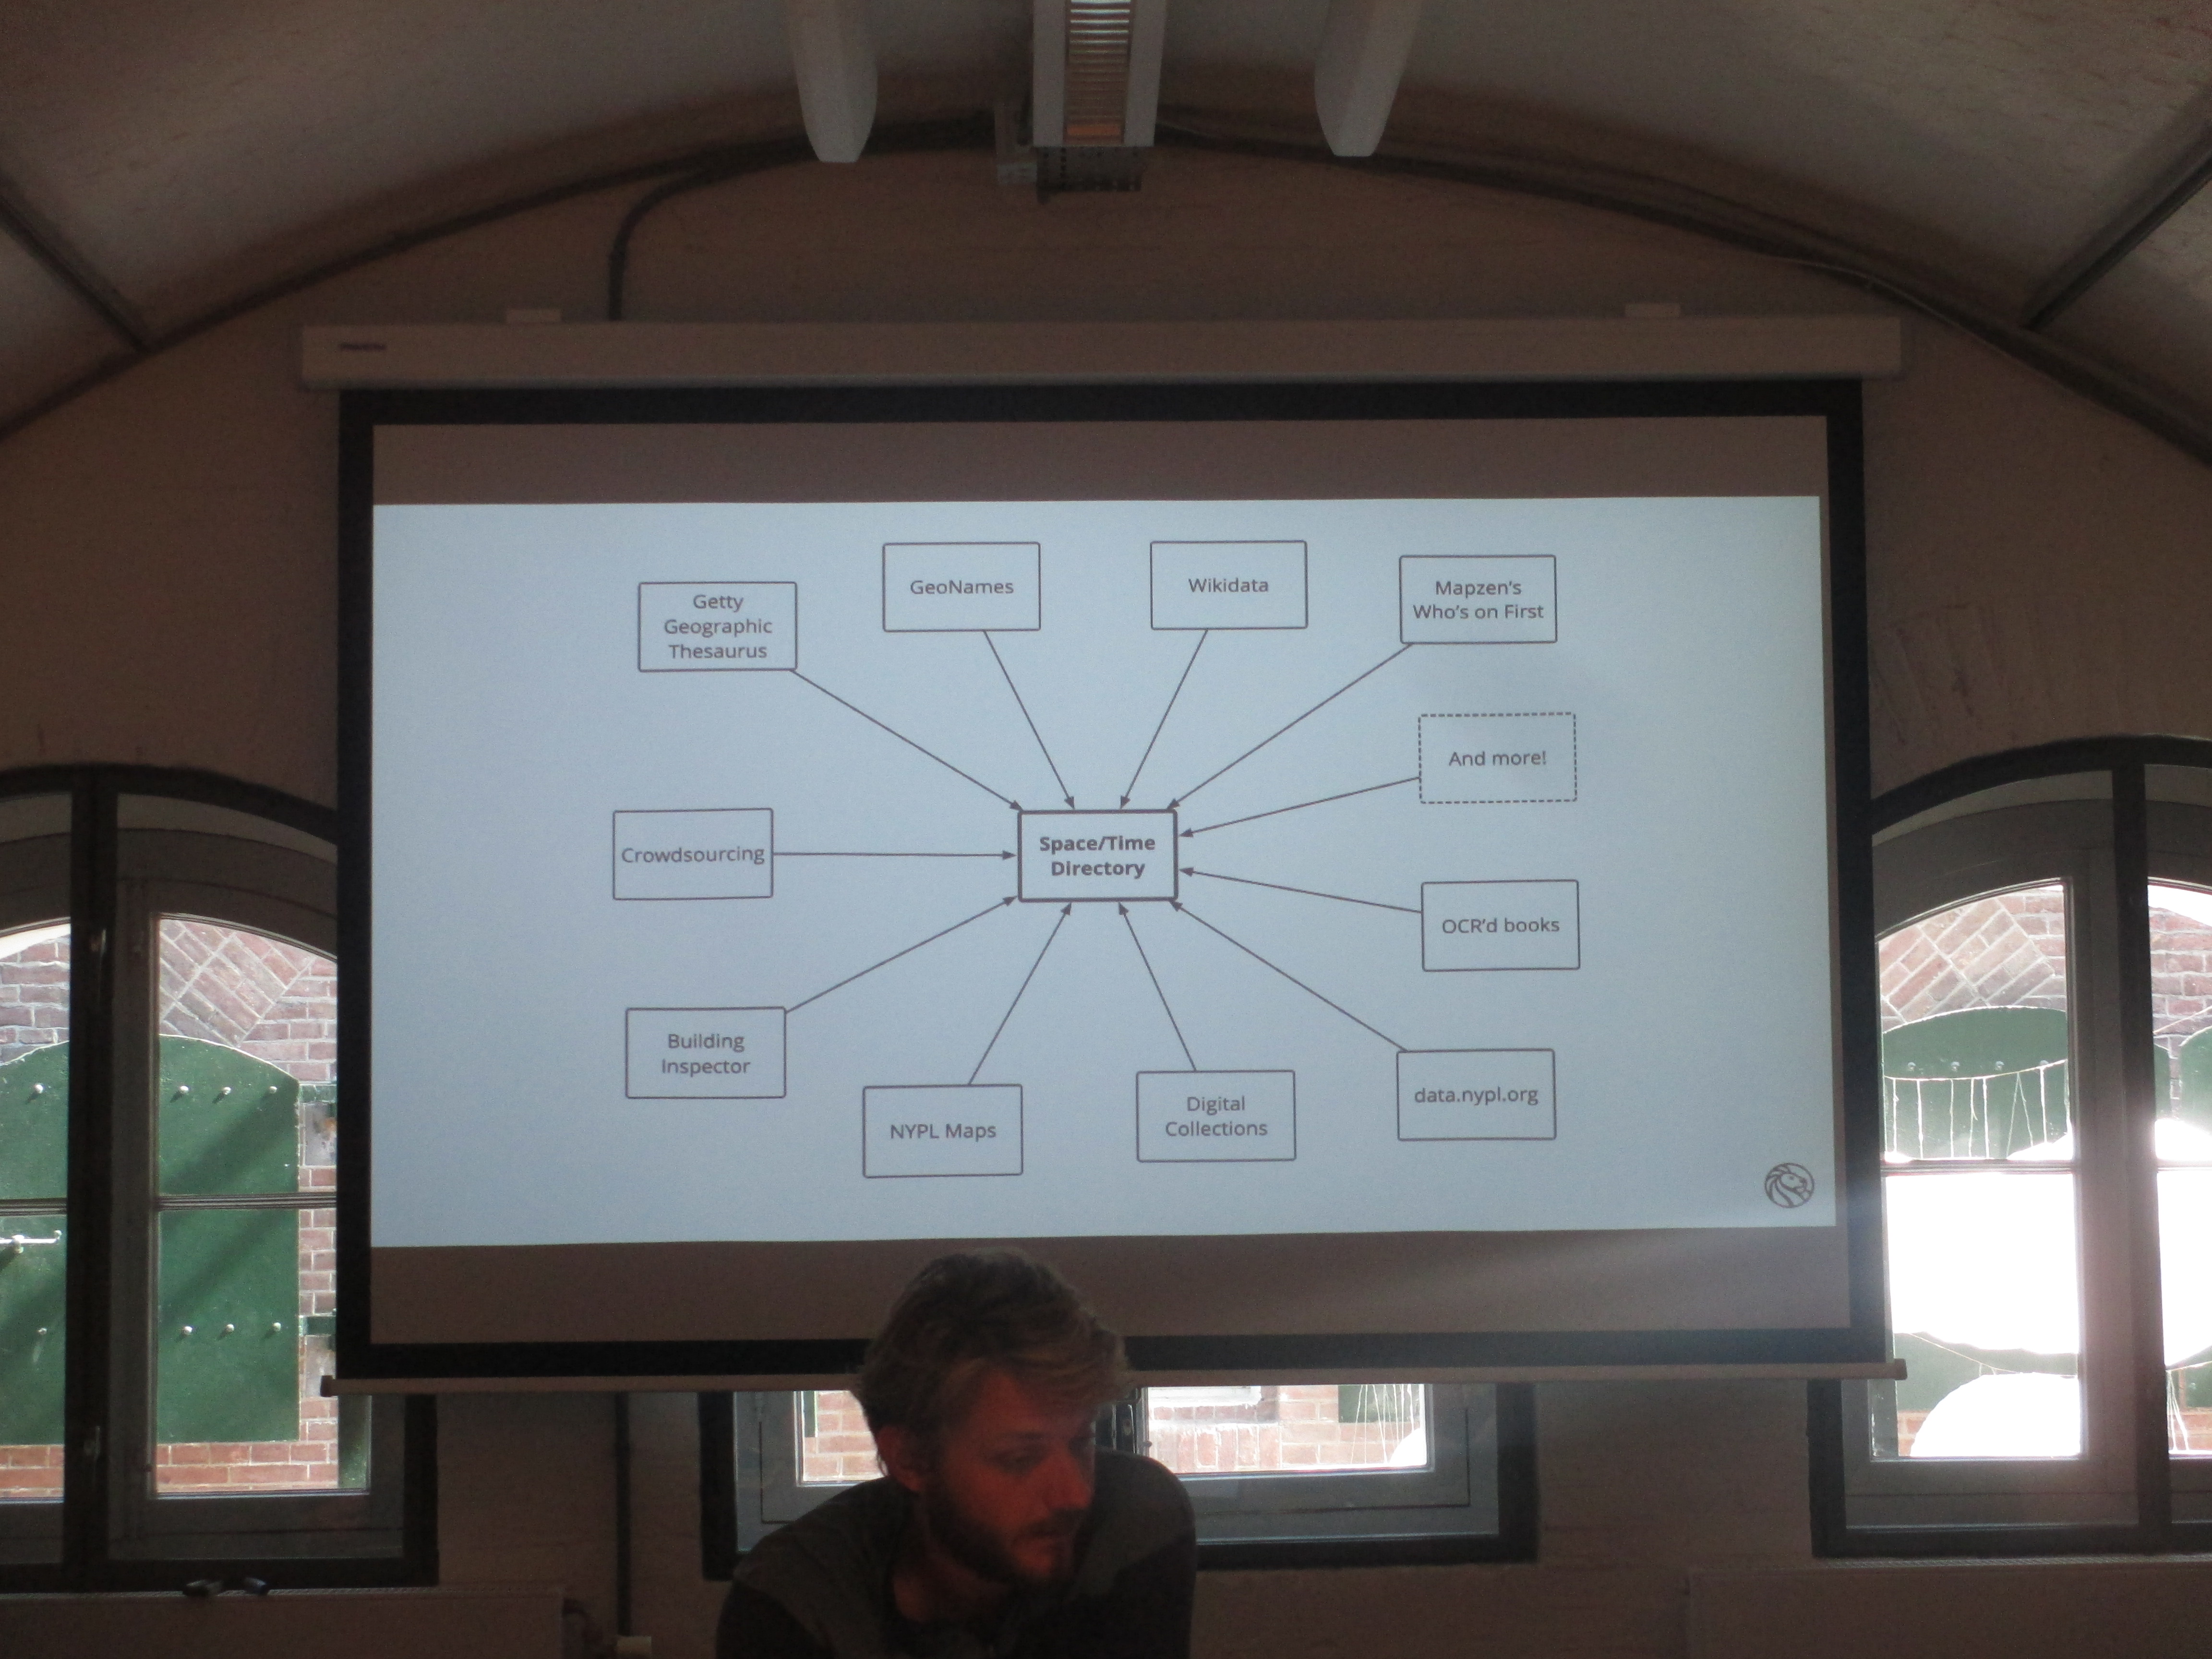 Getty
Geographic
Thesaurus
GeoNames
Wikidata
Mapzen's
Who's on First
And more!
Crowdsourcing
Space/Time
Directory
OCR'd books
Building
Inspector
NYPL Maps
Digital
Collections
data.nypl.org